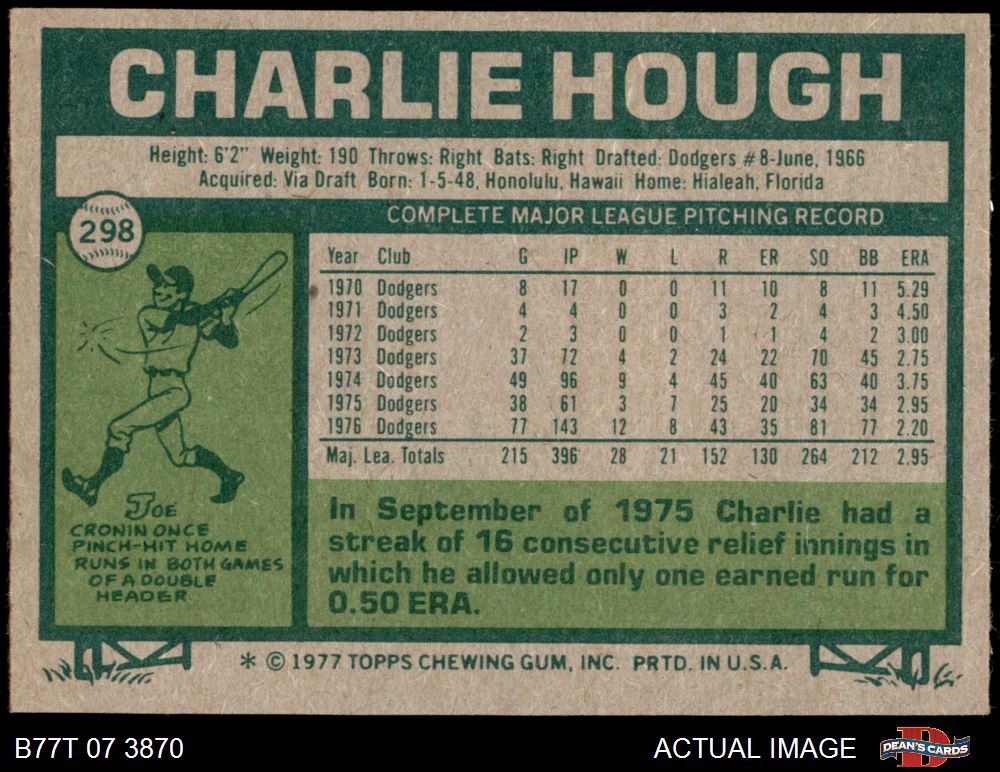 CHARLIE HOUGH
Height: 6'2" Weight: 190 Throws: Right Bats: Right Drafted: Dodgers #8-June, 1966
Acquired: Via Draft Born: 1-5-48, Honolulu, Hawaii Home: Hialeah, Florida
298
COMPLETE MAJOR LEAGUE PITCHING RECORD
Year Club G IP W L R ER SO BB ERA
1970 Dodgers 8 17 0 0 11 10 8 11 5.29
1971 Dodgers 4 4 0 0 3 2 4 3 4.50
1972 Dodgers 2 3 0 0 1 1 4 2 3.00
1973 Dodgers 37 72 4 2 24 22 70 45 2.75
1974 Dodgers 49 96 9 4 45 40 63 40 3.75
1975 Dodgers 38 61 3 7 25 20 34 34 2.95
1976 Dodgers 77 143 12 8 43 35 81 77 2.20
Maj. Lea. Totals 215 396 28 21 152 130 264 212 2.95
JOE
CRONIN ONCE
PINCH-HIT HOME
RUNS IN BOTH GAMES
OF A DOUBLE
HEADER
In September of 1975 Charlie had a
streak of 16 consecutive relief innings in
which he allowed only one earned run for
0.50 ERA.
* © 1977 TOPPS CHEWING GUM, INC. PRTD. IN U.S.A.
B77T 07 3870 ACTUAL IMAGE DEAN'S CARDS